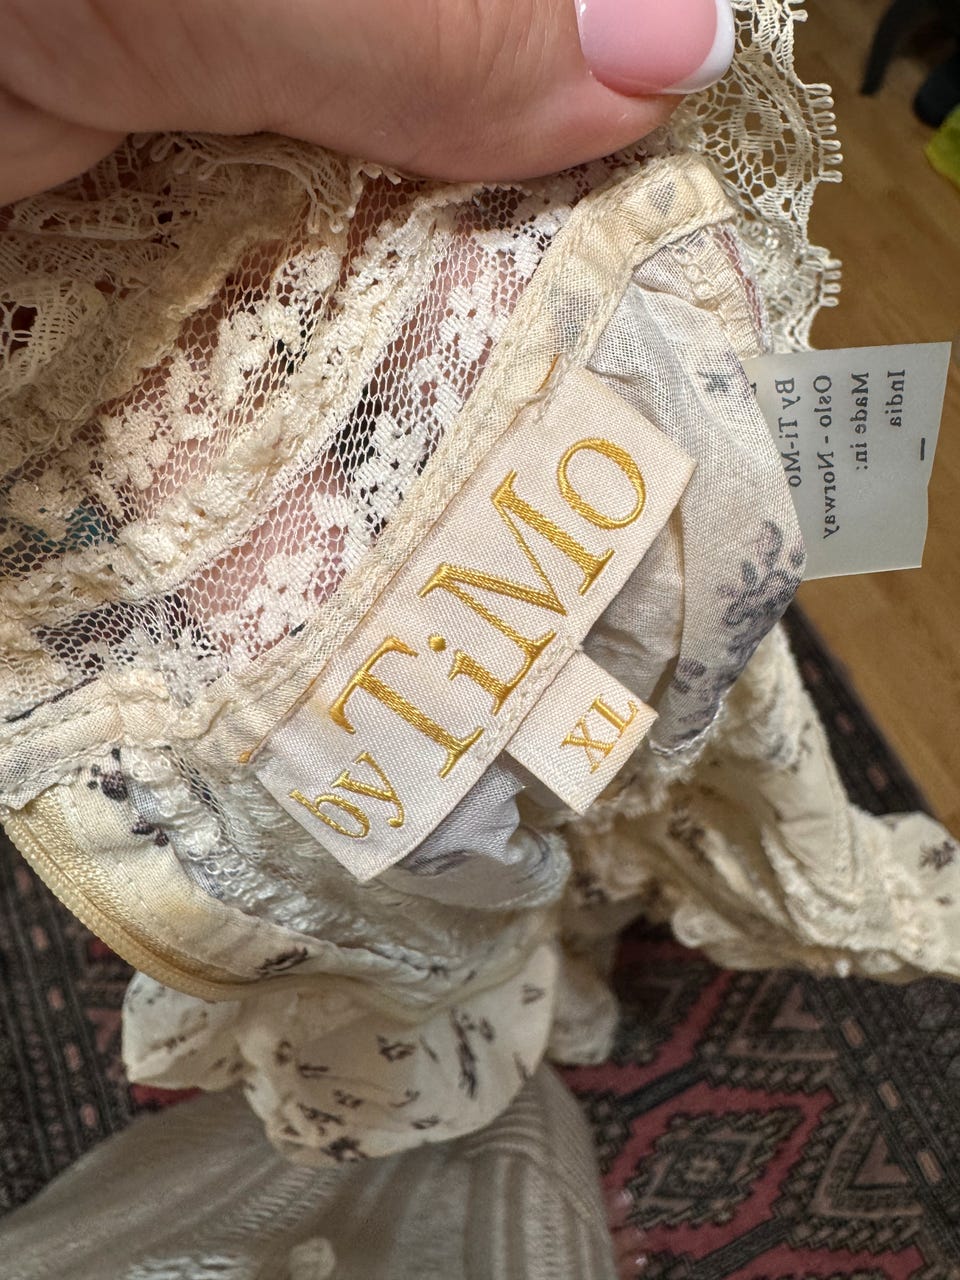 by TiMo
XL
By Ti-Mo
Oslo - Norway
Made in:
India